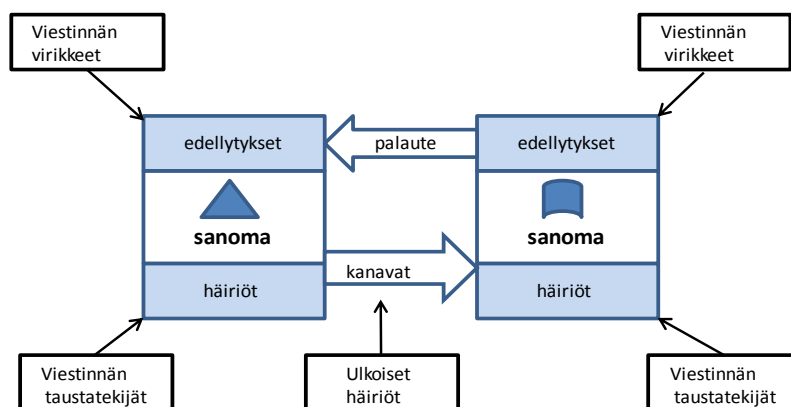 Viestinnän
virikkeet
Viestinnän
virikkeet
edellytykset
palaute
edellytykset
sanoma
sanoma
kanavat
häiriöt
häiriöt
Viestinnän
taustatekijät
Ulkoiset
häiriöt
Viestinnän
taustatekijät